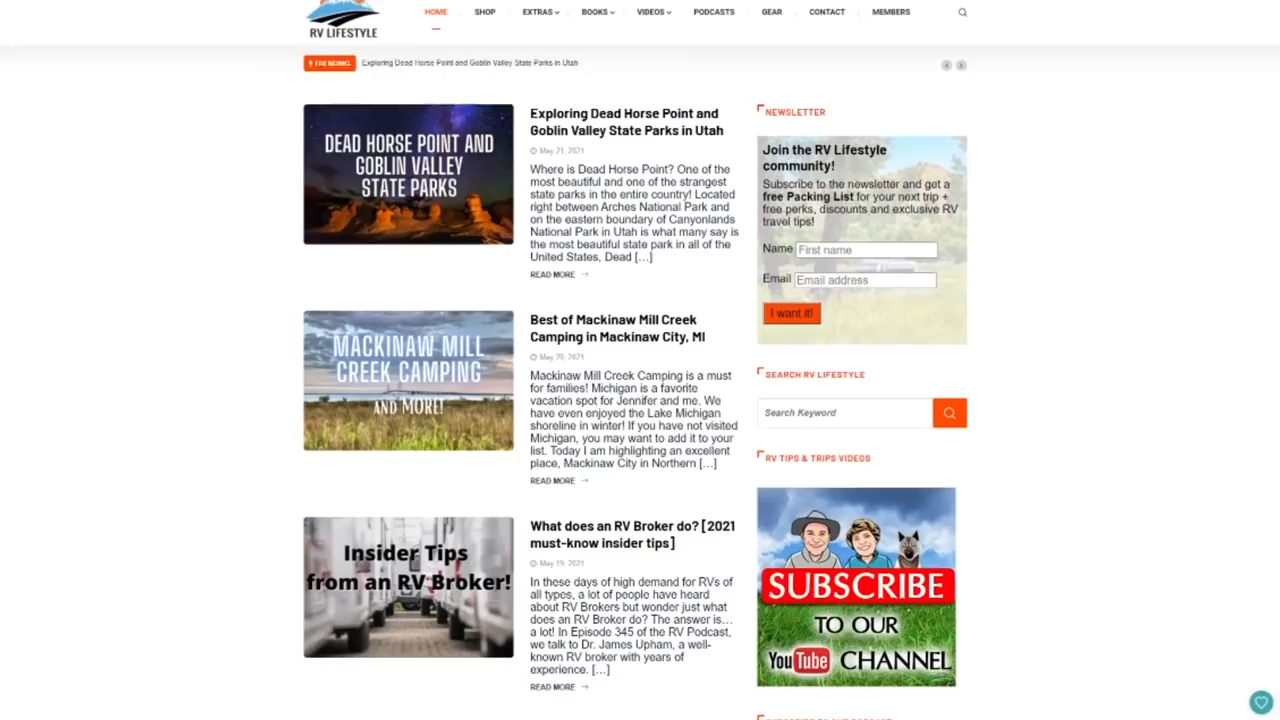 RV LIFESTYLE
HOME
SHOP
EXTRAS
BOOKS
VIDEOS
PODCASTS
GEAR
CONTACT
MEMBERS
TRENDING
Exploring Dead Horse Point and Goblin Valley State Parks in Utah
DEAD HORSE POINT AND
GOBLIN VALLEY
STATE PARKS
Exploring Dead Horse Point and
Goblin Valley State Parks in Utah
May 21, 2021
Where is Dead Horse Point? One of the
most beautiful and one of the strangest
state parks in the entire country! Located
right between Arches National Park and
on the eastern boundary of Canyonlands
National Park in Utah is what many say is
the most beautiful state park in all of the
United States, Dead […]
READ MORE →
MACKINAW MILL
CREEK CAMPING
AND MORE!
Best of Mackinaw Mill Creek
Camping in Mackinaw City, MI
May 20, 2021
Mackinaw Mill Creek Camping is a must
for families! Michigan is a favorite
vacation spot for Jennifer and me. We
have even enjoyed the Lake Michigan
shoreline in winter! If you have not visited
Michigan, you may want to add it to your
list. Today I am highlighting an excellent
place, Mackinaw City in Northern […]
READ MORE →
Insider Tips
from an RV Broker!
What does an RV Broker do? [2021
must-know insider tips]
May 19, 2021
In these days of high demand for RVs of
all types, a lot of people have heard
about RV Brokers but wonder just what
does an RV Broker do? The answer is…
a lot! In Episode 345 of the RV Podcast,
we talk to Dr. James Upham, a well-
known RV broker with years of
experience. […]
READ MORE →
NEWSLETTER
Join the RV Lifestyle
community!
Subscribe to the newsletter and get a
free Packing List for your next trip +
free perks, discounts and exclusive RV
travel tips!
Name First name
Email Email address
I want it!
SEARCH RV LIFESTYLE
Search Keyword
RV TIPS & TRIPS VIDEOS
SUBSCRIBE
TO OUR
YouTube CHANNEL